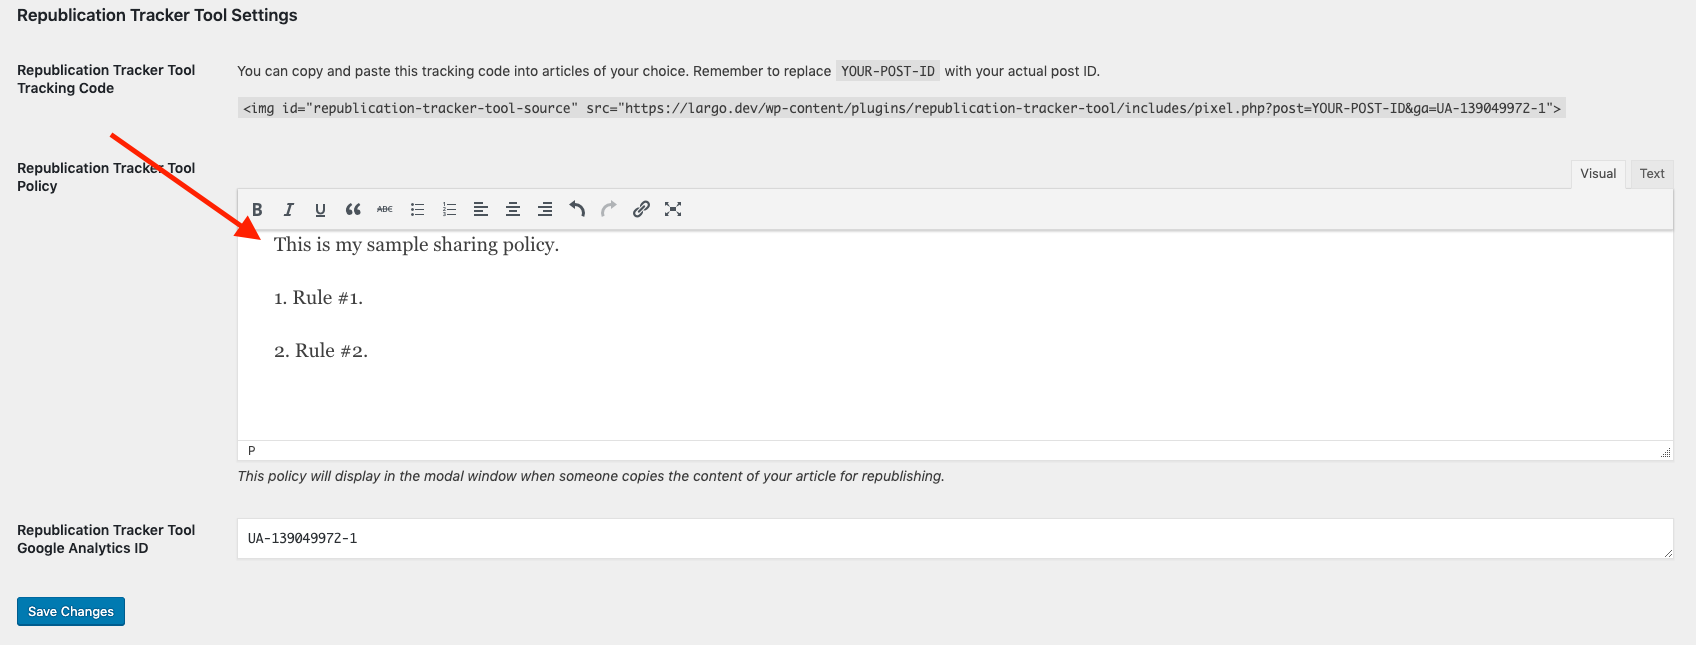 Republication Tracker Tool Settings
Republication Tracker Tool
Tracking Code
You can copy and paste this tracking code into articles of your choice. Remember to replace YOUR-POST-ID with your actual post ID.
<img id="republication-tracker-tool-source" src="https://largo.dev/wp-content/plugins/republication-tracker-tool/includes/pixel.php?post=YOUR-POST-ID&ga=UA-139049972-1">
Republication Tracker Tool
Policy
Visual Text
B I U ABC
This is my sample sharing policy.
1. Rule #1.
2. Rule #2.
P
This policy will display in the modal window when someone copies the content of your article for republishing.
Republication Tracker Tool
Google Analytics ID
UA-139049972-1
Save Changes